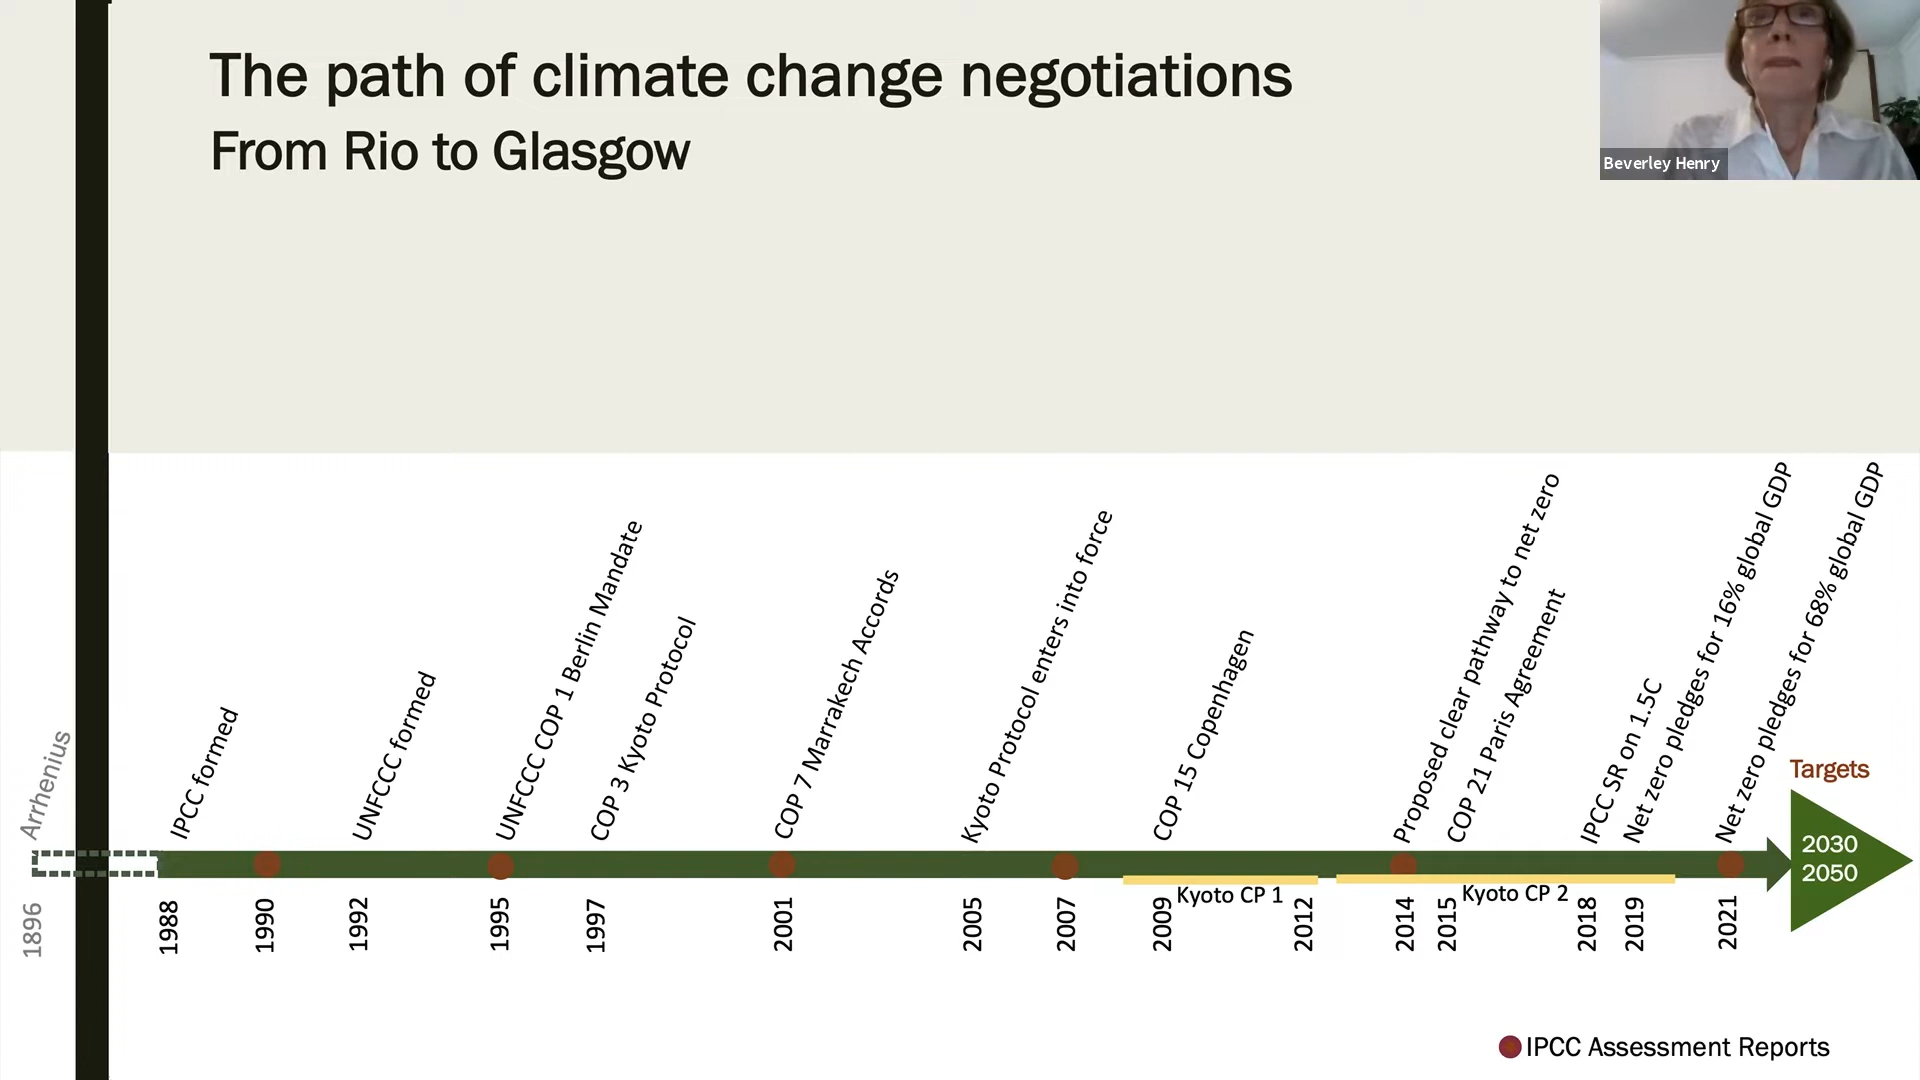 The path of climate change negotiations
From Rio to Glasgow
Beverley Henry
Arrhenius
IPCC formed
UNFCCC formed
UNFCCC COP 1 Berlin Mandate
COP 3 Kyoto Protocol
COP 7 Marrakech Accords
Kyoto Protocol enters into force
COP 15 Copenhagen
Proposed clear pathway to net zero
COP 21 Paris Agreement
IPCC SR on 1.5C
Net zero pledges for 16% global GDP
Net zero pledges for 68% global GDP
Targets
2030
2050
Kyoto CP 1
Kyoto CP 2
1896
1988
1990
1992
1995
1997
2001
2005
2007
2009
2012
2014
2015
2018
2019
2021
IPCC Assessment Reports